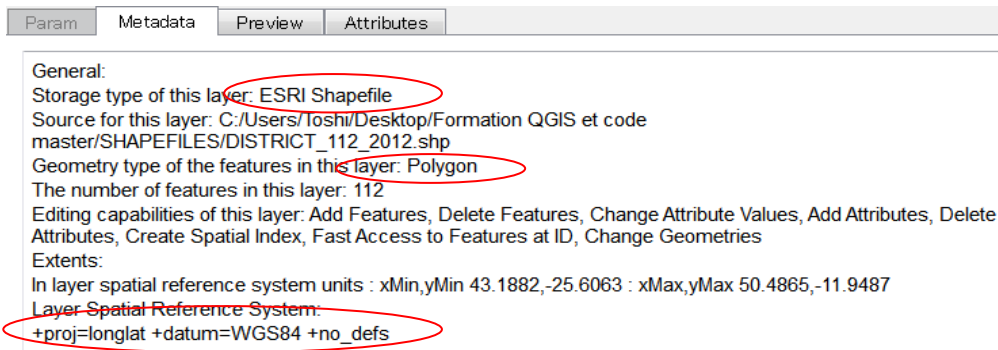 Param Metadata Preview Attributes
General:
Storage type of this layer: ESRI Shapefile
Source for this layer: C:/Users/Toshi/Desktop/Formation QGIS et code
master/SHAPEFILES/DISTRICT_112_2012.shp
Geometry type of the features in this layer: Polygon
The number of features in this layer: 112
Editing capabilities of this layer: Add Features, Delete Features, Change Attribute Values, Add Attributes, Delete
Attributes, Create Spatial Index, Fast Access to Features at ID, Change Geometries
Extents:
In layer spatial reference system units : xMin,yMin 43.1882,-25.6063 : xMax,yMax 50.4865,-11.9487
Layer Spatial Reference System:
+proj=longlat +datum=WGS84 +no_defs